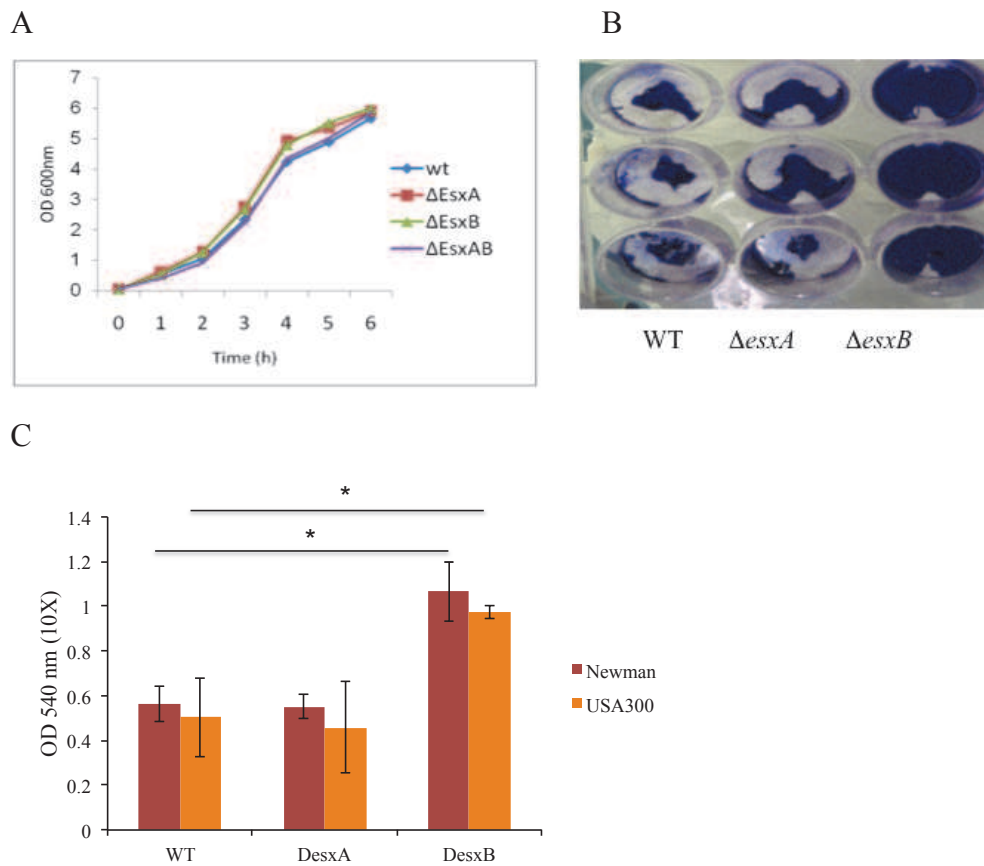 A
B
7
6
5
4
3
2
1
0
OD 600nm
0 1 2 3 4 5 6
Time (h)
wt
ΔEsxA
ΔEsxB
ΔEsxAB
WT ΔesxA ΔesxB
C
*
*
1.4
1.2
1
0.8
0.6
0.4
0.2
0
OD 540 nm (10X)
WT DesxA DesxB
Newman
USA300